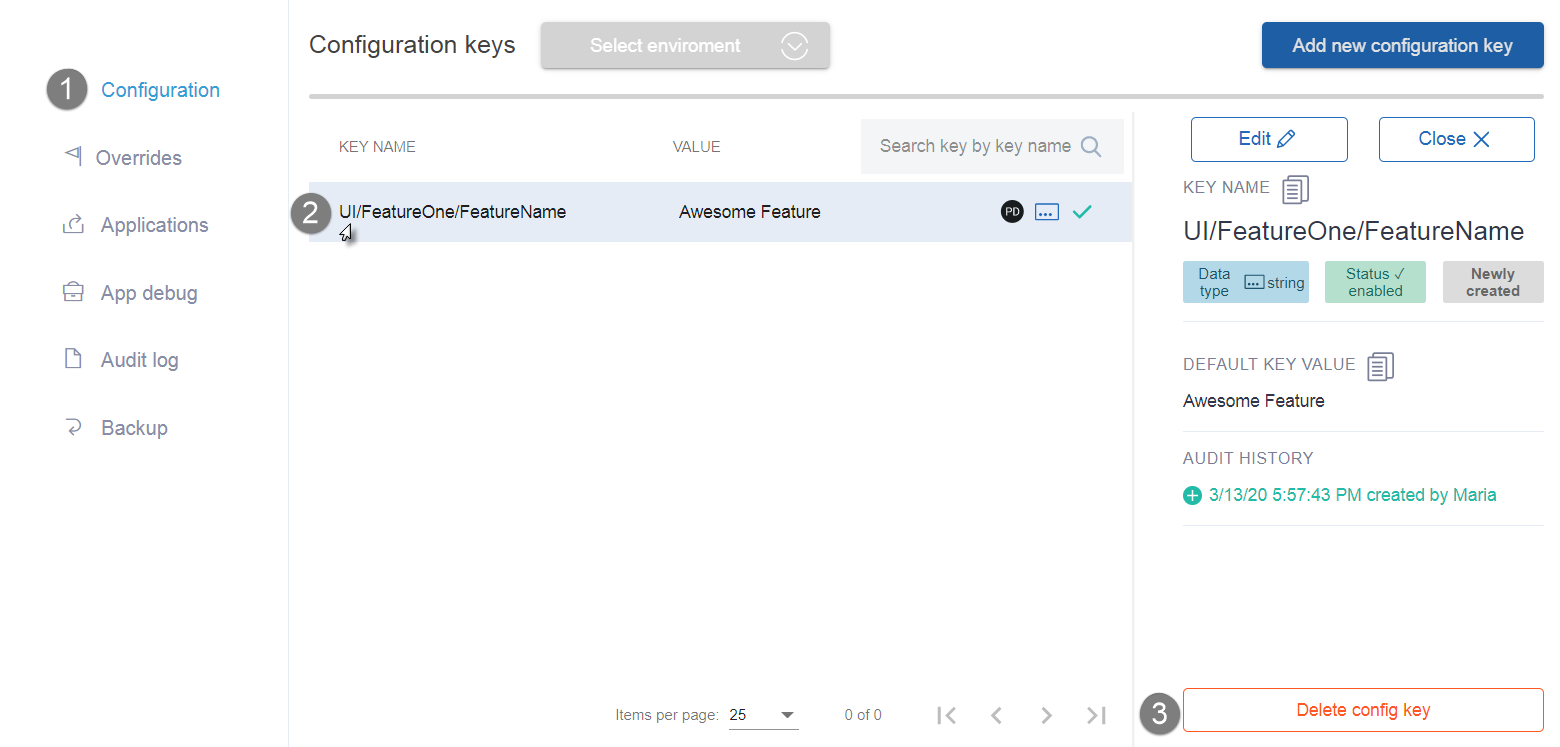 Configuration keys
Select enviroment
Add new configuration key
1 Configuration
Overrides
Applications
App debug
Audit log
Backup
KEY NAME VALUE Search key by key name
2 UI/FeatureOne/FeatureName Awesome Feature PD ...
Items per page: 25 0 of 0
Edit Close
KEY NAME
UI/FeatureOne/FeatureName
Data
type
... string
Status ✓
enabled
Newly
created
DEFAULT KEY VALUE
Awesome Feature
AUDIT HISTORY
3/13/20 5:57:43 PM created by Maria
3 Delete config key